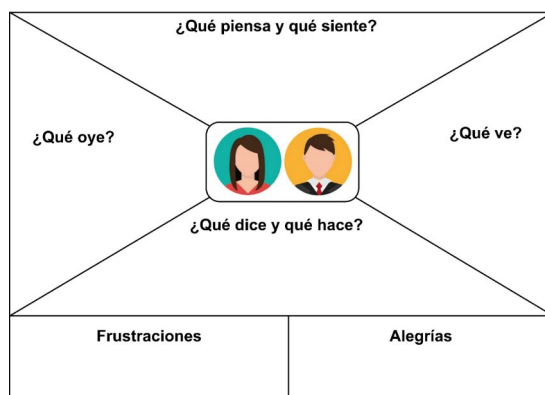 ¿Qué piensa y qué siente?
¿Qué oye?
¿Qué ve?
¿Qué dice y qué hace?
Frustraciones
Alegrías